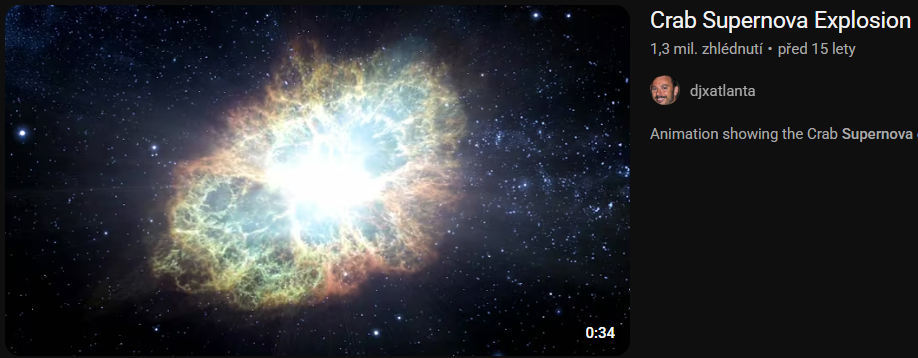 Crab Supernova Explosion
1,3 mil. zhlédnutí • před 15 lety
djxatlanta
Animation showing the Crab Supernova
0:34